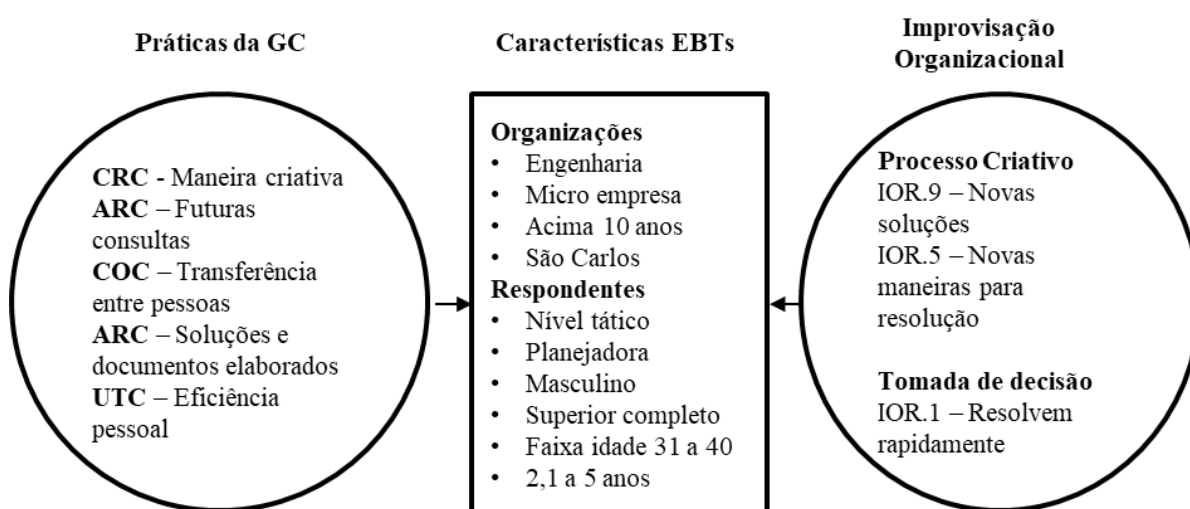 Práticas da GC
CRC - Maneira criativa
ARC – Futuras
consultas
COC – Transferência
entre pessoas
ARC – Soluções e
documentos elaborados
UTC – Eficiência
pessoal
Características EBTs
Organizações
• Engenharia
• Micro empresa
• Acima 10 anos
• São Carlos
Respondentes
• Nível tático
• Planejadora
• Masculino
• Superior completo
• Faixa idade 31 a 40
• 2,1 a 5 anos
Improvisação
Organizacional
Processo Criativo
IOR.9 – Novas
soluções
IOR.5 – Novas
maneiras para
resolução
Tomada de decisão
IOR.1 – Resolvem
rapidamente